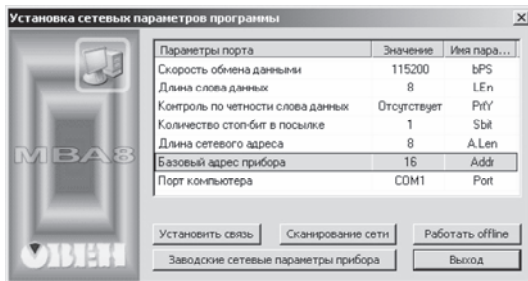 Установка сетевых параметров программы
Параметры порта Значение Имя пара...
Скорость обмена данными 115200 bPS
Длина слова данных 8 LEn
Контроль по четности слова данных Отсутствует PrtY
Количество стоп-бит в посылке 1 Sbit
Длина сетевого адреса 8 A.Len
Базовый адрес прибора 16 Addr
Порт компьютера COM1 Port
МВА8
Установить связь Сканирование сети Работать offline
ОВЕН
Заводские сетевые параметры прибора Выход